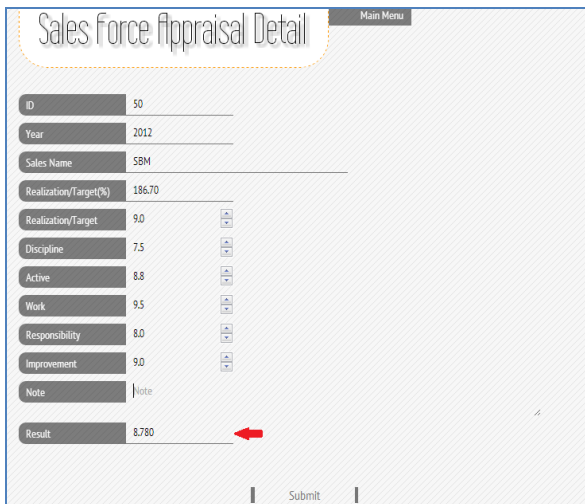 Sales Force Appraisal Detail
Main Menu
ID 50
Year 2012
Sales Name SBM
Realization/Target(%) 186.70
Realization/Target 9.0
Discipline 7.5
Active 8.8
Work 9.5
Responsibility 8.0
Improvement 9.0
Note Note
Result 8.780
Submit